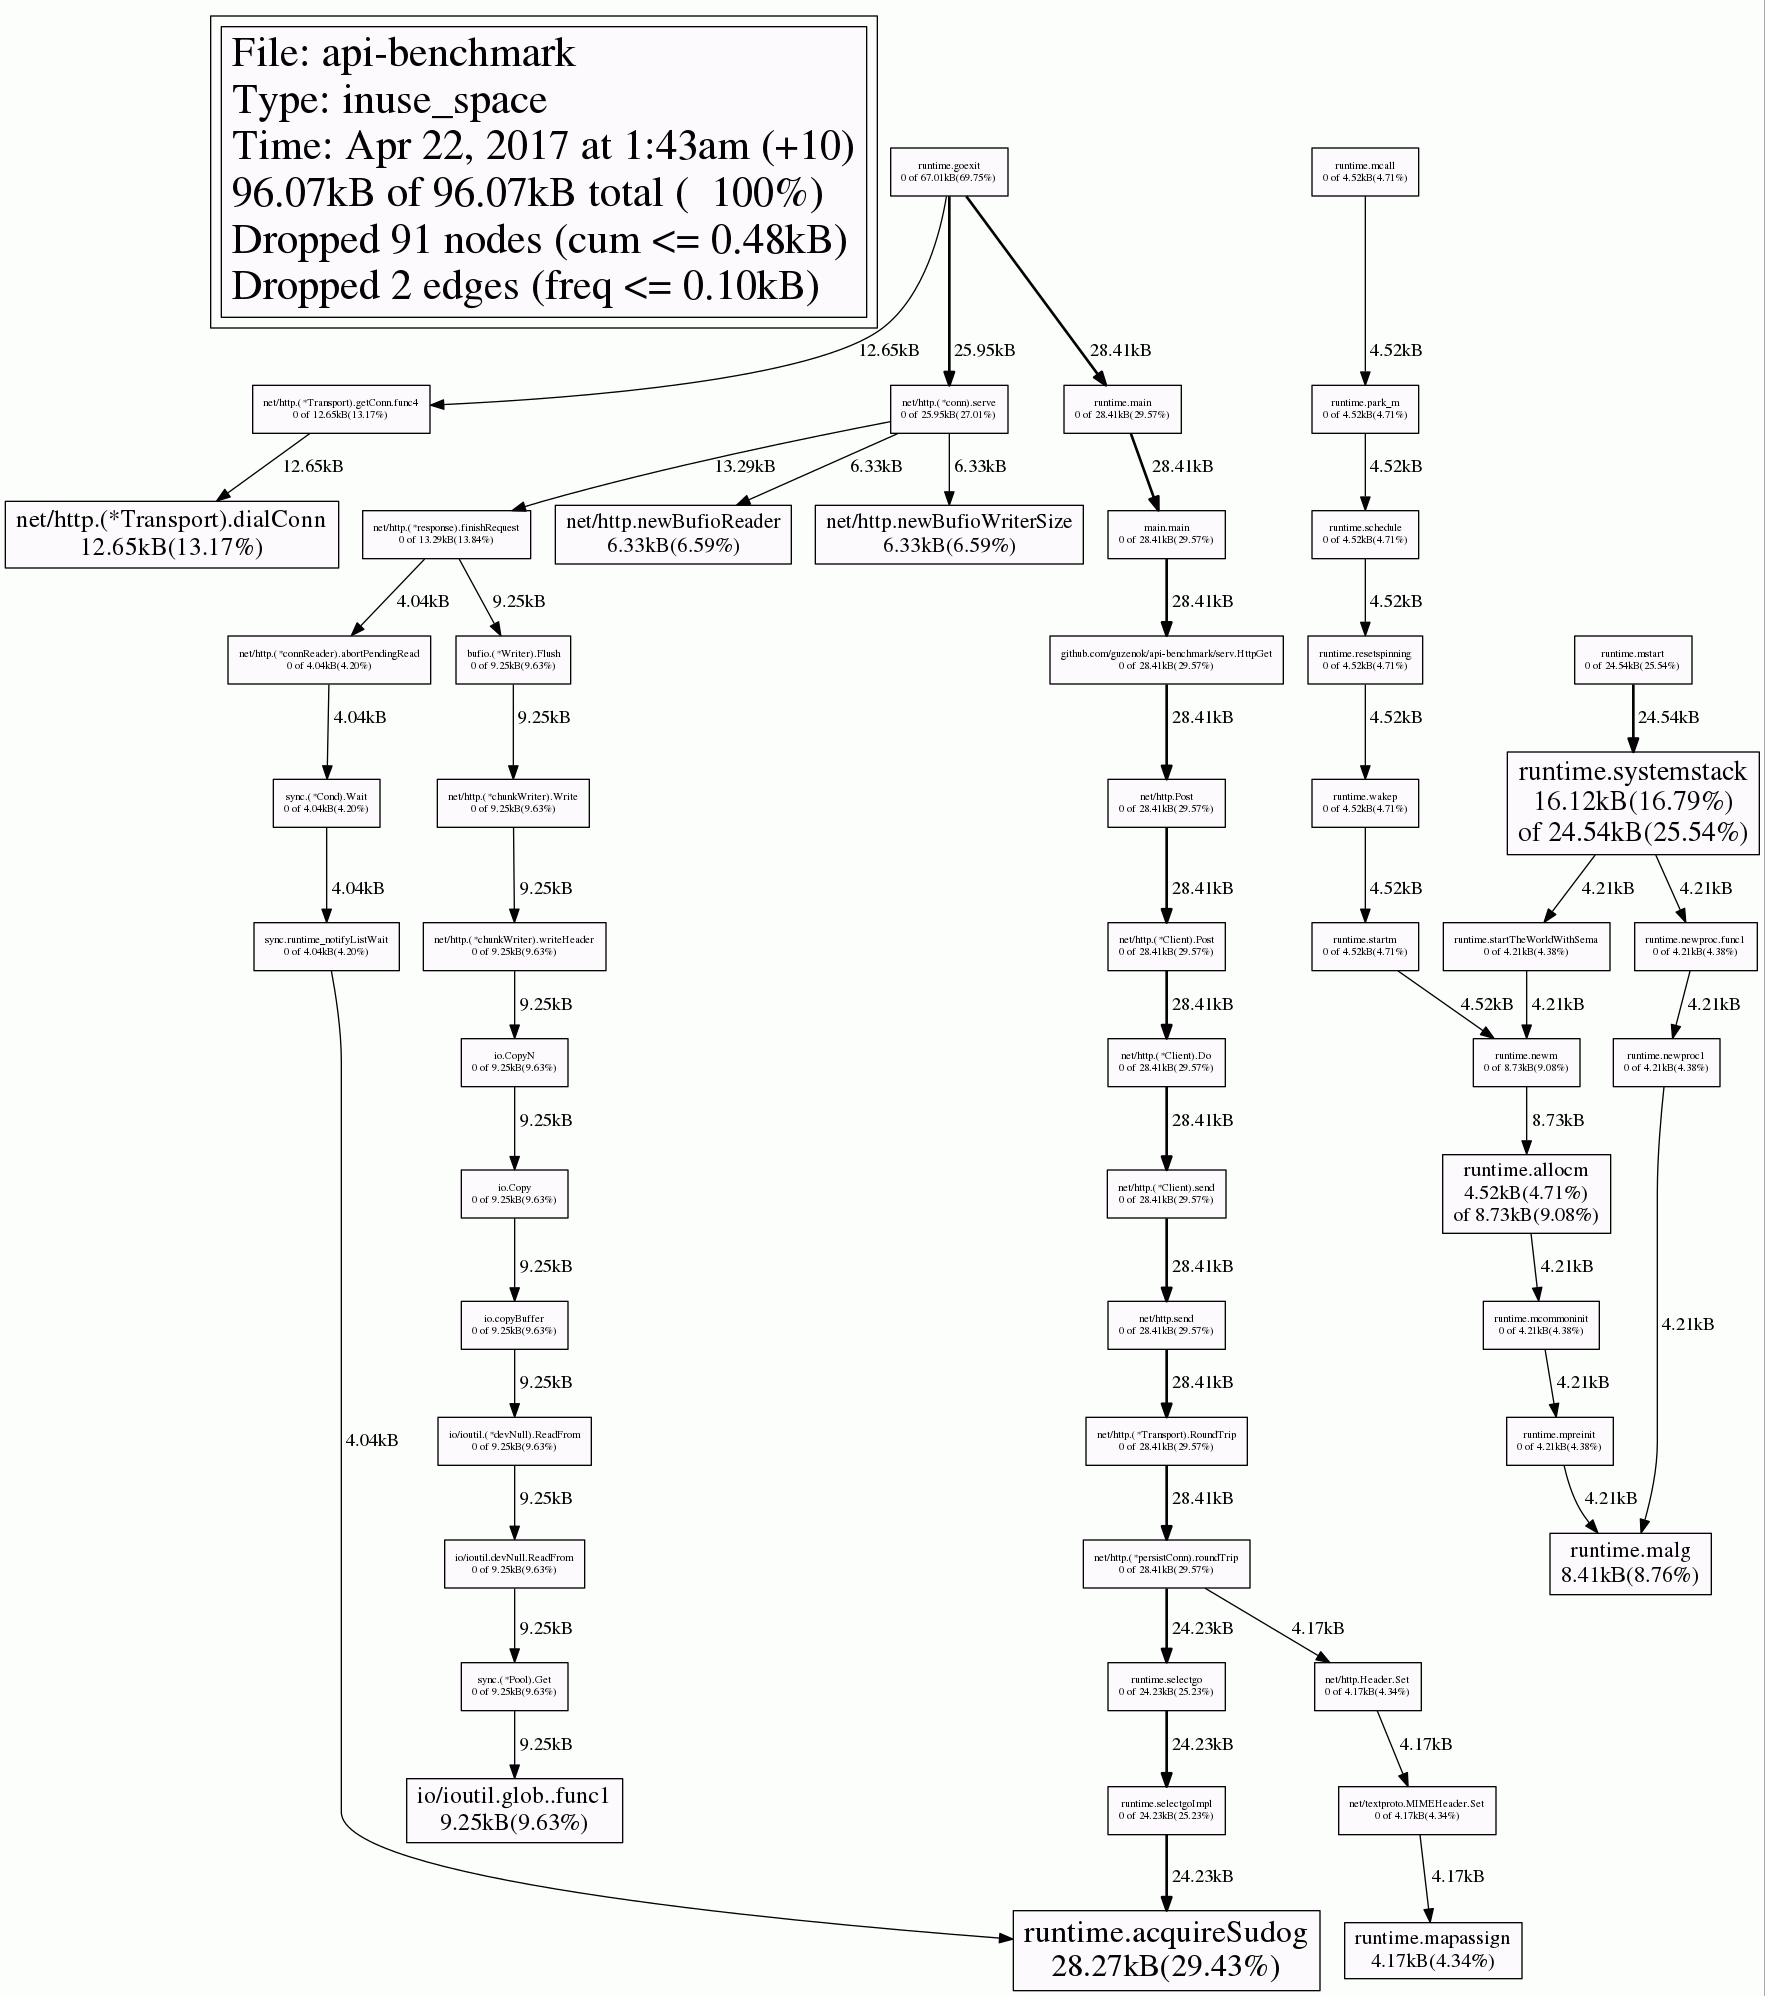 File: api-benchmark
Type: inuse_space
Time: Apr 22, 2017 at 1:43am (+10)
96.07kB of 96.07kB total (  100%)
Dropped 91 nodes (cum <= 0.48kB)
Dropped 2 edges (freq <= 0.10kB)
runtime.goexit
0 of 67.01kB(69.75%)
runtime.mcall
0 of 4.52kB(4.71%)
12.65kB
25.95kB
28.41kB
4.52kB
net/http.(*Transport).getConn.func4
0 of 12.65kB(13.17%)
net/http.(*conn).serve
0 of 25.95kB(27.01%)
runtime.main
0 of 28.41kB(29.57%)
runtime.park_m
0 of 4.52kB(4.71%)
12.65kB
13.29kB
6.33kB
6.33kB
28.41kB
4.52kB
net/http.(*Transport).dialConn
12.65kB(13.17%)
net/http.(*response).finishRequest
0 of 13.29kB(13.84%)
net/http.newBufioReader
6.33kB(6.59%)
net/http.newBufioWriterSize
6.33kB(6.59%)
main.main
0 of 28.41kB(29.57%)
runtime.schedule
0 of 4.52kB(4.71%)
4.04kB
9.25kB
28.41kB
4.52kB
net/http.(*connReader).abortPendingRead
0 of 4.04kB(4.20%)
bufio.(*Writer).Flush
0 of 9.25kB(9.63%)
github.com/guzenok/api-benchmark/serv.HttpGet
0 of 28.41kB(29.57%)
runtime.resetspinning
0 of 4.52kB(4.71%)
runtime.mstart
0 of 24.54kB(25.54%)
4.04kB
9.25kB
28.41kB
4.52kB
24.54kB
sync.(*Cond).Wait
0 of 4.04kB(4.20%)
net/http.(*chunkWriter).Write
0 of 9.25kB(9.63%)
net/http.Post
0 of 28.41kB(29.57%)
runtime.wakep
0 of 4.52kB(4.71%)
runtime.systemstack
16.12kB(16.79%)
of 24.54kB(25.54%)
4.04kB
9.25kB
28.41kB
4.52kB
4.21kB
4.21kB
sync.runtime_notifyListWait
0 of 4.04kB(4.20%)
net/http.(*chunkWriter).writeHeader
0 of 9.25kB(9.63%)
net/http.(*Client).Post
0 of 28.41kB(29.57%)
runtime.startm
0 of 4.52kB(4.71%)
runtime.startTheWorldWithSema
0 of 4.21kB(4.38%)
runtime.newproc.func1
0 of 4.21kB(4.38%)
9.25kB
28.41kB
4.52kB
4.21kB
4.21kB
io.CopyN
0 of 9.25kB(9.63%)
net/http.(*Client).Do
0 of 28.41kB(29.57%)
runtime.newm
0 of 8.73kB(9.08%)
runtime.newproc1
0 of 4.21kB(4.38%)
9.25kB
28.41kB
8.73kB
io.Copy
0 of 9.25kB(9.63%)
net/http.(*Client).send
0 of 28.41kB(29.57%)
runtime.allocm
4.52kB(4.71%)
of 8.73kB(9.08%)
9.25kB
28.41kB
4.21kB
io.copyBuffer
0 of 9.25kB(9.63%)
net/http.send
0 of 28.41kB(29.57%)
runtime.mcommoninit
0 of 4.21kB(4.38%)
4.21kB
9.25kB
28.41kB
4.21kB
4.04kB
io/ioutil.(*devNull).ReadFrom
0 of 9.25kB(9.63%)
net/http.(*Transport).RoundTrip
0 of 28.41kB(29.57%)
runtime.mpreinit
0 of 4.21kB(4.38%)
9.25kB
28.41kB
4.21kB
io/ioutil.devNull.ReadFrom
0 of 9.25kB(9.63%)
net/http.(*persistConn).roundTrip
0 of 28.41kB(29.57%)
runtime.malg
8.41kB(8.76%)
9.25kB
24.23kB
4.17kB
sync.(*Pool).Get
0 of 9.25kB(9.63%)
runtime.selectgo
0 of 24.23kB(25.23%)
net/http.Header.Set
0 of 4.17kB(4.34%)
9.25kB
24.23kB
4.17kB
io/ioutil.glob..func1
9.25kB(9.63%)
runtime.selectgoImpl
0 of 24.23kB(25.23%)
net/textproto.MIMEHeader.Set
0 of 4.17kB(4.34%)
24.23kB
4.17kB
runtime.acquireSudog
28.27kB(29.43%)
runtime.mapassign
4.17kB(4.34%)